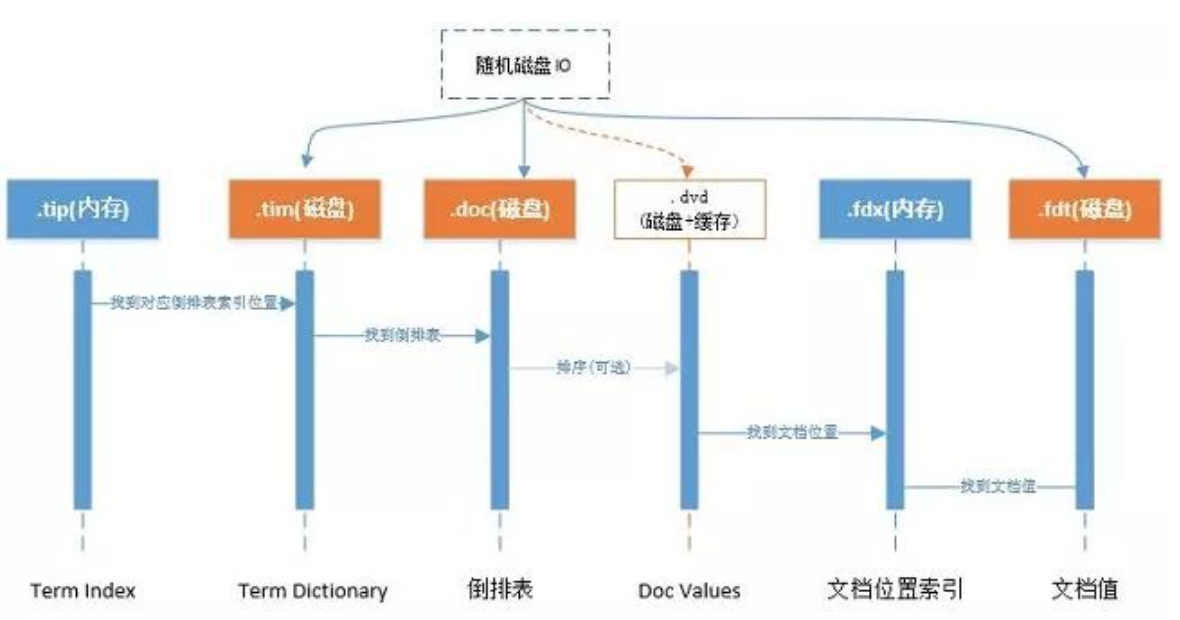 随机磁盘IO
.tip(内存)
.tim(磁盘)
.doc(磁盘)
. dvd
(磁盘+缓存)
.fdx(内存)
.fdt(磁盘)
找到对应倒排表索引位置
找到倒排表
排序(可选)
找到文档位置
找到文档值
Term Index
Term Dictionary
倒排表
Doc Values
文档位置索引
文档值